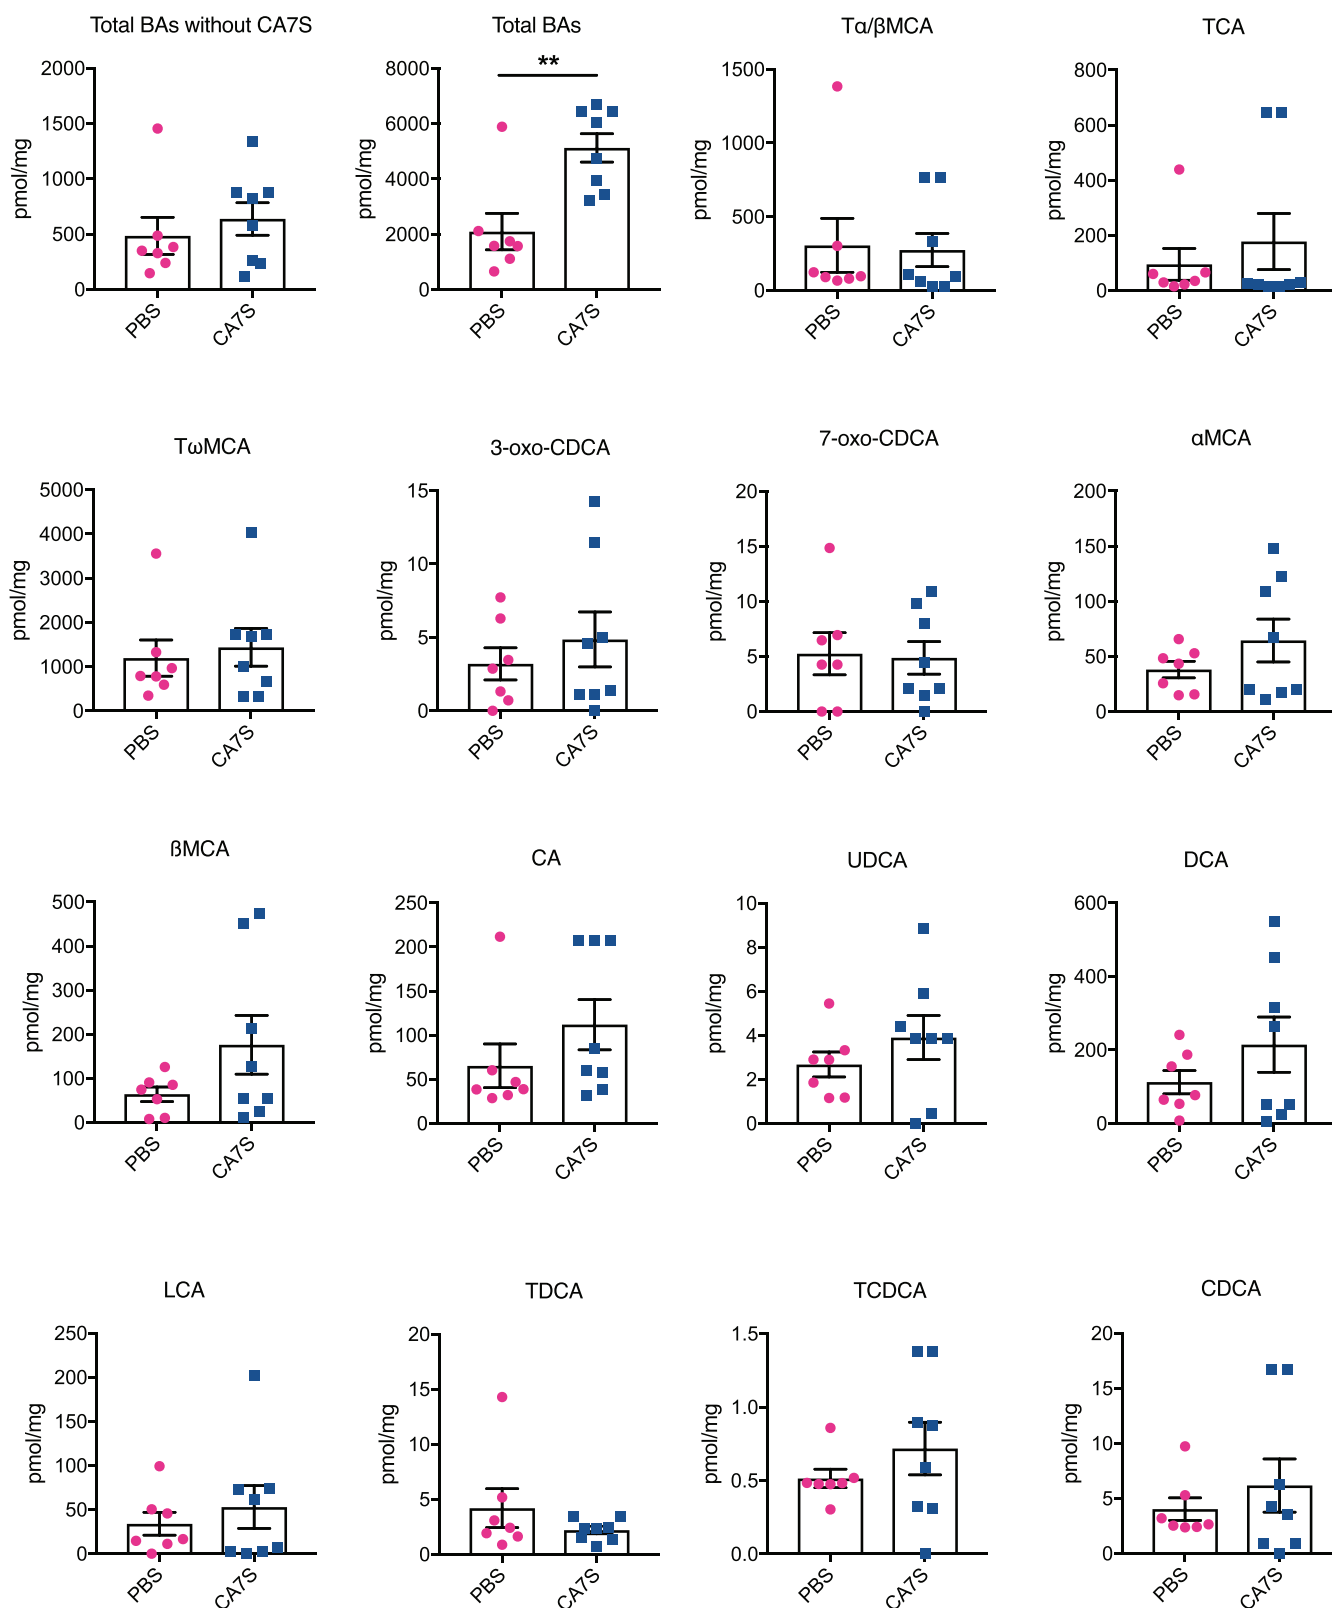 Total BAs without CA7S
pmol/mg
2000
1500
1000
500
0
PBS
CA7S
Total BAs
**
pmol/mg
8000
6000
4000
2000
0
PBS
CA7S
Tα/βMCA
pmol/mg
1500
1000
500
0
PBS
CA7S
TCA
pmol/mg
800
600
400
200
0
PBS
CA7S
TωMCA
pmol/mg
5000
4000
3000
2000
1000
0
PBS
CA7S
3-oxo-CDCA
pmol/mg
15
10
5
0
PBS
CA7S
7-oxo-CDCA
pmol/mg
20
15
10
5
0
PBS
CA7S
αMCA
pmol/mg
200
150
100
50
0
PBS
CA7S
ßMCA
pmol/mg
500
400
300
200
100
0
PBS
CA7S
CA
pmol/mg
250
200
150
100
50
0
PBS
CA7S
UDCA
pmol/mg
10
8
6
4
2
0
PBS
CA7S
DCA
pmol/mg
600
400
200
0
PBS
CA7S
LCA
pmol/mg
250
200
150
100
50
0
PBS
CA7S
TDCA
pmol/mg
20
15
10
5
0
PBS
CA7S
TCDCA
pmol/mg
1.5
1.0
0.5
0.0
PBS
CA7S
CDCA
pmol/mg
20
15
10
5
0
PBS
CA7S